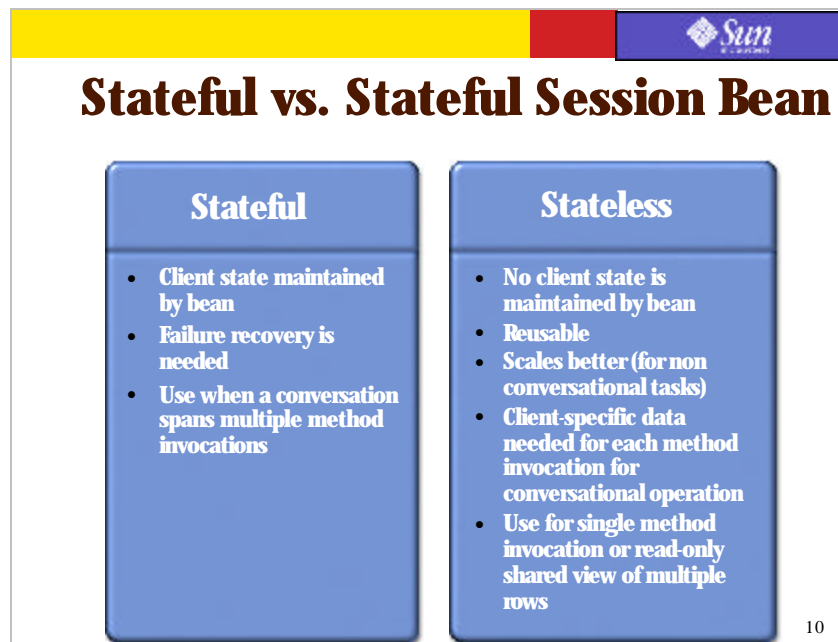 Sun
Stateful vs. Stateful Session Bean
Stateful
• Client state maintained
by bean
• Failure recovery is
needed
• Use when a conversation
spans multiple method
invocations
Stateless
• No client state is
maintained by bean
• Reusable
• Scales better (for non
conversational tasks)
• Client-specific data
needed for each method
invocation for
conversational operation
• Use for single method
invocation or read-only
shared view of multiple
rows
10